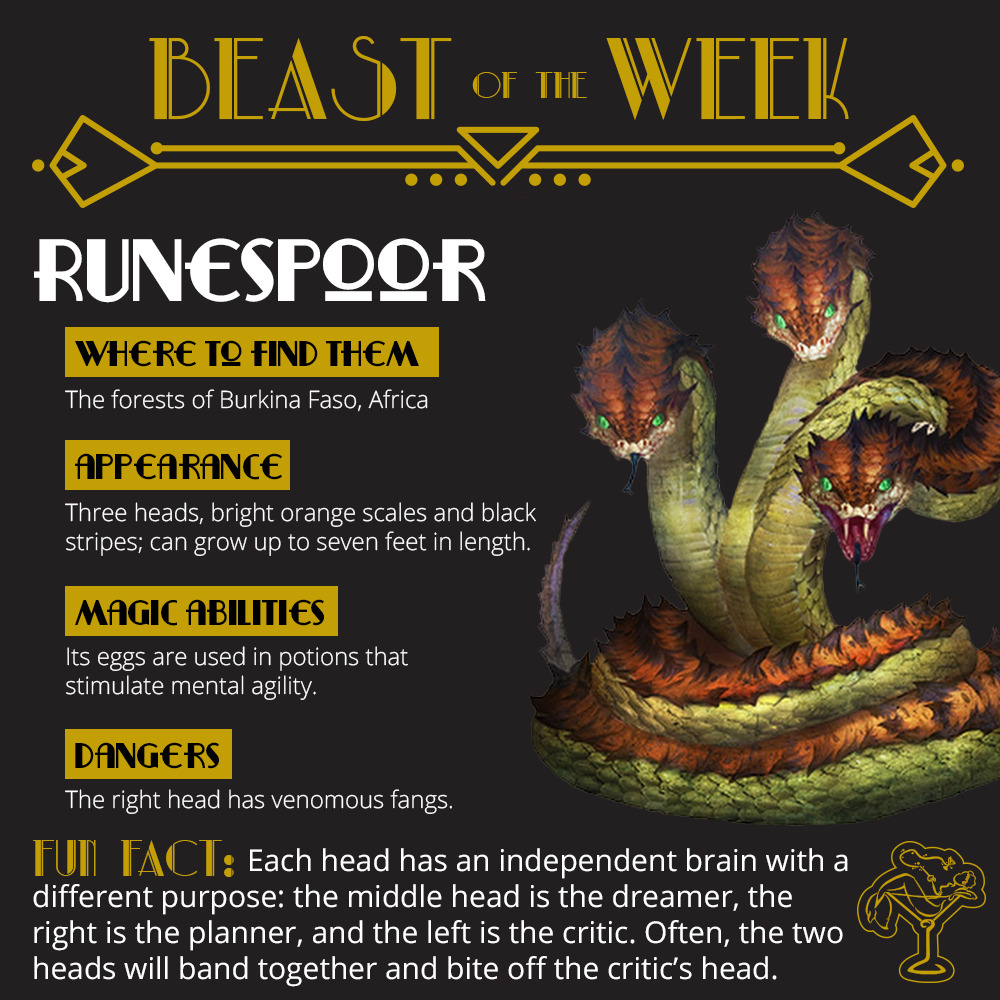 BEAST OF THE WEEK
RUNESPOOR
WHERE TO FIND THEM
The forests of Burkina Faso, Africa
APPEARANCE
Three heads, bright orange scales and black
stripes; can grow up to seven feet in length.
MAGIC ABILITIES
Its eggs are used in potions that
stimulate mental agility.
DANGERS
The right head has venomous fangs.
FUN FACT: Each head has an independent brain with a
different purpose: the middle head is the dreamer, the
right is the planner, and the left is the critic. Often, the two
heads will band together and bite off the critic’s head.